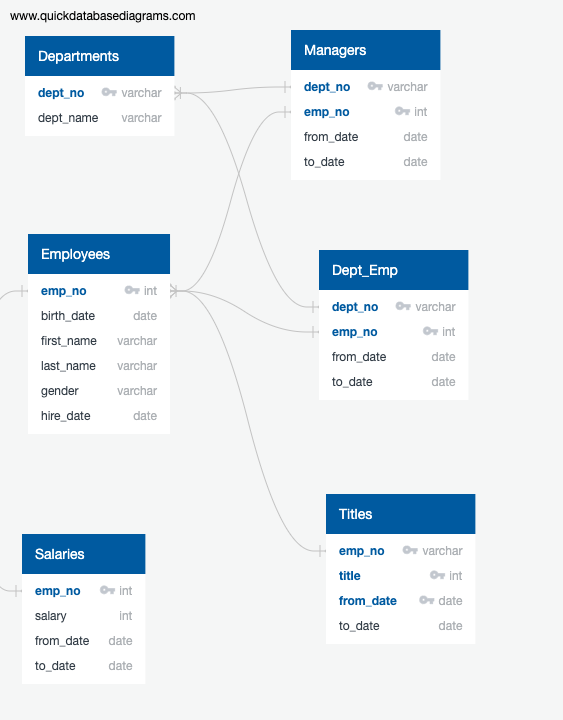 www.quickdatabasediagrams.com
Departments
dept_no varchar
dept_name varchar
Managers
dept_no varchar
emp_no int
from_date date
to_date date
Employees
emp_no int
birth_date date
first_name varchar
last_name varchar
gender varchar
hire_date date
Dept_Emp
dept_no varchar
emp_no int
from_date date
to_date date
Titles
emp_no varchar
title int
from_date date
to_date date
Salaries
emp_no int
salary int
from_date date
to_date date